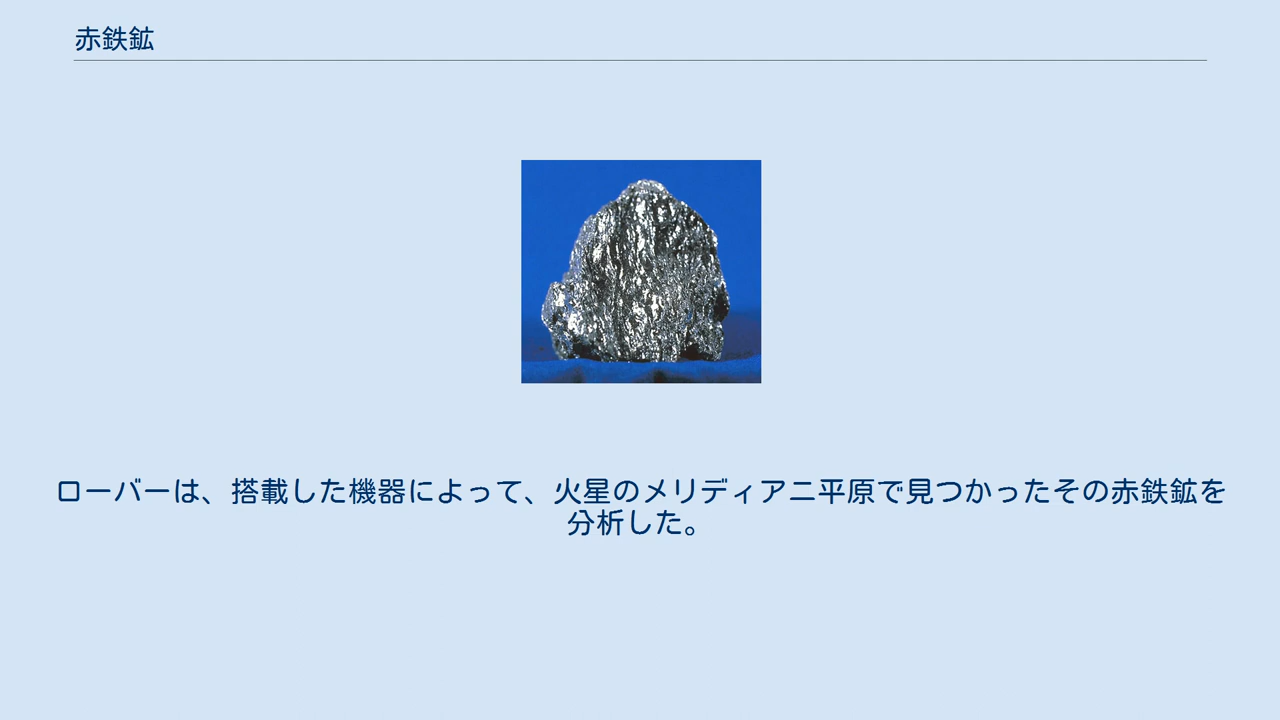 赤鉄鉱
ローバーは、搭載した機器によって、火星のメリディアニ平原で見つかったその赤鉄鉱を
分析した。